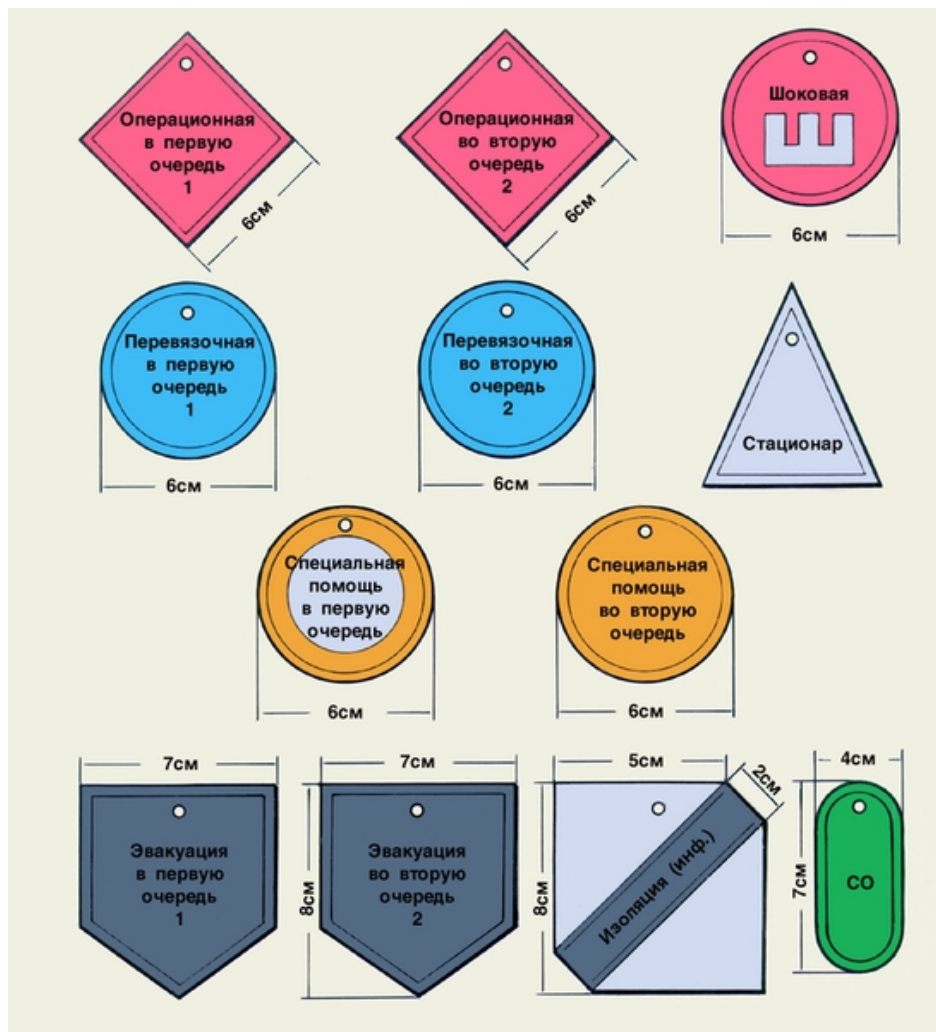 Операционная
в первую
очередь
1
6см
Операционная
во вторую
очередь
2
6см
Шоковая
Ш
6см
Перевязочная
в первую
очередь
1
6см
Перевязочная
во вторую
очередь
2
6см
Стационар
Специальная
помощь
в первую
очередь
6см
Специальная
помощь
во вторую
очередь
6см
7см
Эвакуация
в первую
очередь
1
7см
8см
Эвакуация
во вторую
очередь
2
5см
2см
8см
Изоляция (инф.)
4см
7см
СО